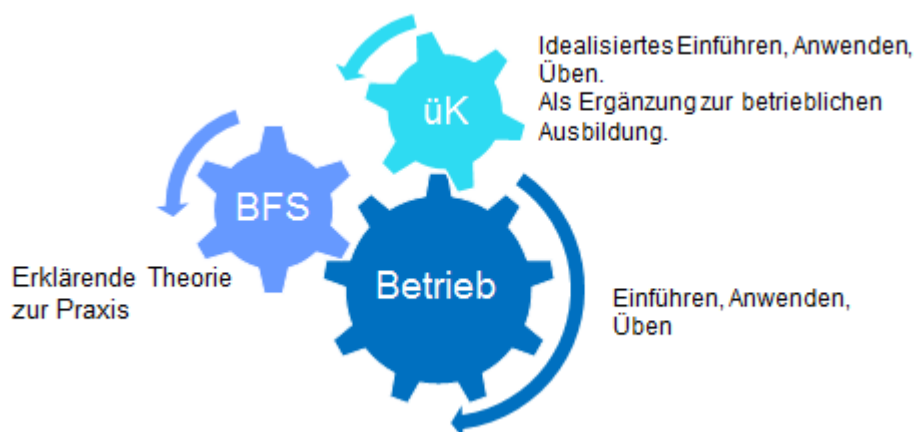 üK
Idealisiertes Einführen, Anwenden,
Üben.
Als Ergänzung zur betrieblichen
Ausbildung.
BFS
Erklärende Theorie
zur Praxis
Betrieb
Einführen, Anwenden,
Üben